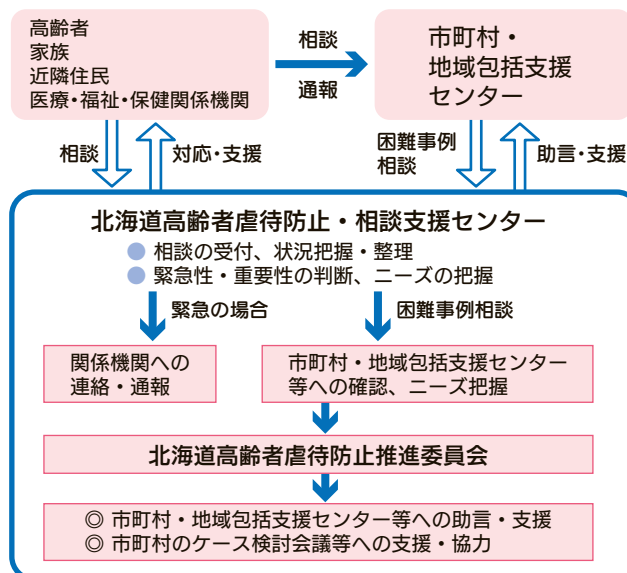 高齢者
家族
近隣住民
医療・福祉・保健関係機関
相談
通報
市町村・
地域包括支援
センター
相談
対応・支援
困難事例
相談
助言・支援
北海道高齢者虐待防止・相談支援センター
● 相談の受付、状況把握・整理
● 緊急性・重要性の判断、ニーズの把握
緊急の場合
困難事例相談
関係機関への
連絡・通報
市町村・地域包括支援センター
等への確認、ニーズ把握
北海道高齢者虐待防止推進委員会
◎ 市町村・地域包括支援センター等への助言・支援
◎ 市町村のケース検討会議等への支援・協力